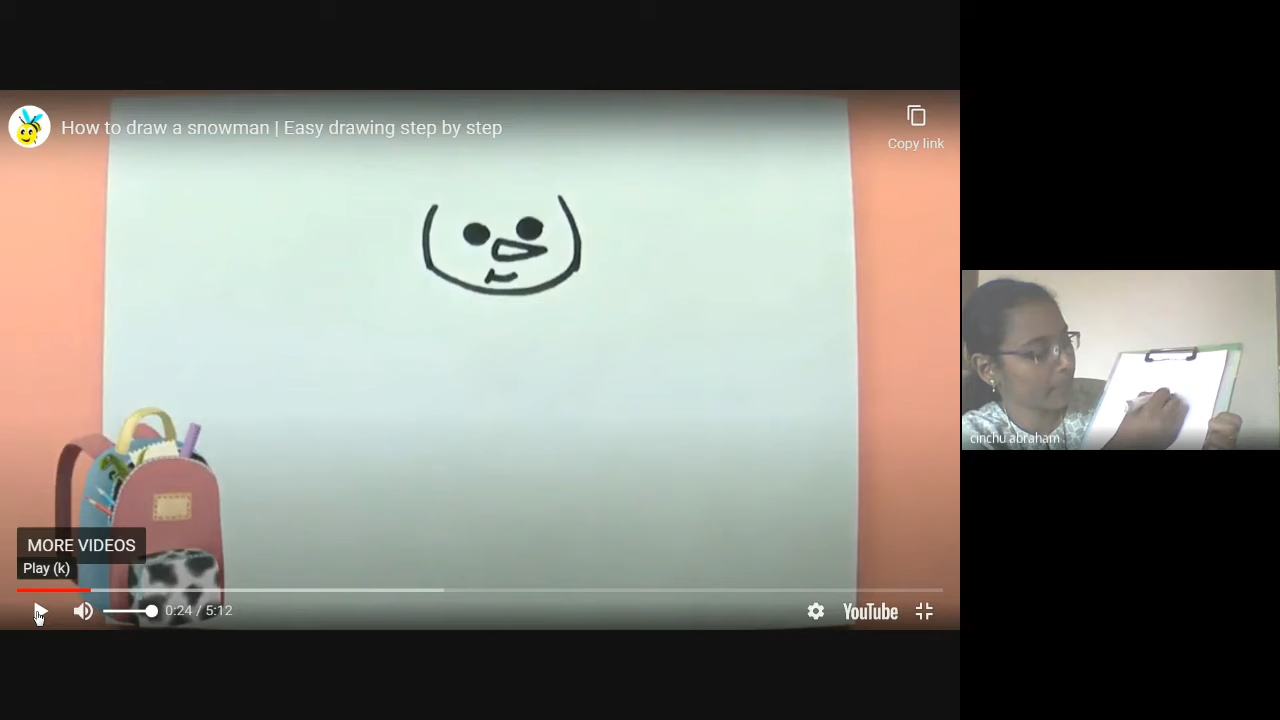 How to draw a snowman | Easy drawing step by step
Copy link
cinchu abraham
MORE VIDEOS
Play (k)
0:24 / 5:12
YouTube